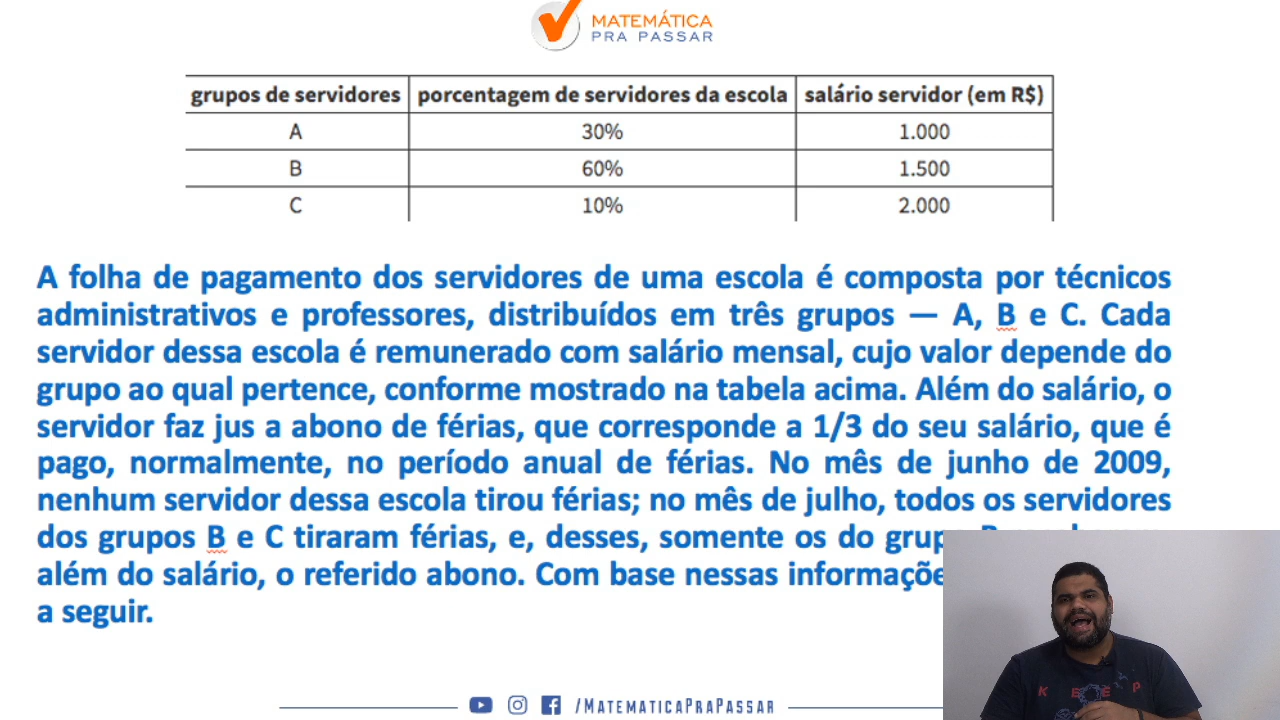 MATEMÁTICA
PRA PASSAR
grupos de servidores porcentagem de servidores da escola salário servidor (em R$)
A 30% 1.000
B 60% 1.500
C 10% 2.000
A folha de pagamento dos servidores de uma escola é composta por técnicos
administrativos e professores, distribuídos em três grupos — A, B e C. Cada
servidor dessa escola é remunerado com salário mensal, cujo valor depende do
grupo ao qual pertence, conforme mostrado na tabela acima. Além do salário, o
servidor faz jus a abono de férias, que corresponde a 1/3 do seu salário, que é
pago, normalmente, no período anual de férias. No mês de junho de 2009,
nenhum servidor dessa escola tirou férias; no mês de julho, todos os servidores
dos grupos B e C tiraram férias, e, desses, somente os do
além do salário, o referido abono. Com base nessas
a seguir.
/MATEMATICAPRAPASSAR
K E E P